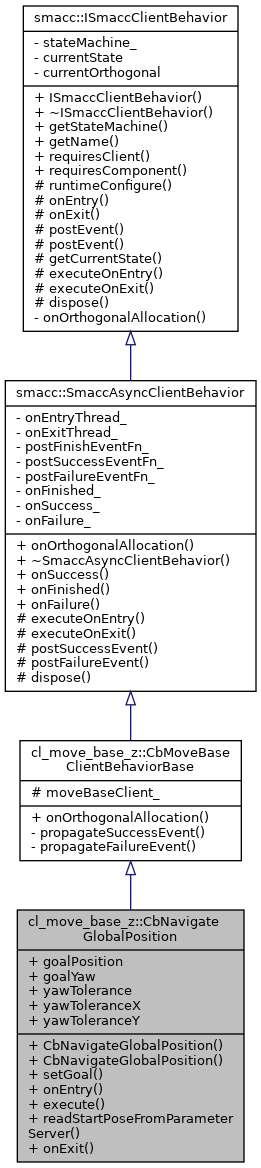 smacc::ISmaccClientBehavior
- stateMachine_
- currentState
- currentOrthogonal
+ ISmaccClientBehavior()
+ ~ISmaccClientBehavior()
+ getStateMachine()
+ getName()
+ requiresClient()
+ requiresComponent()
# runtimeConfigure()
# onEntry()
# onExit()
# postEvent()
# postEvent()
# getCurrentState()
# executeOnEntry()
# executeOnExit()
# dispose()
- onOrthogonalAllocation()
smacc::SmaccAsyncClientBehavior
- onEntryThread_
- onExitThread_
- postFinishEventFn_
- postSuccessEventFn_
- postFailureEventFn_
- onFinished_
- onSuccess_
- onFailure_
+ onOrthogonalAllocation()
+ ~SmaccAsyncClientBehavior()
+ onSuccess()
+ onFinished()
+ onFailure()
# executeOnEntry()
# executeOnExit()
# postSuccessEvent()
# postFailureEvent()
# dispose()
cl_move_base_z::CbMoveBase
ClientBehaviorBase
# moveBaseClient_
+ onOrthogonalAllocation()
- propagateSuccessEvent()
- propagateFailureEvent()
cl_move_base_z::CbNavigate
GlobalPosition
+ goalPosition
+ goalYaw
+ yawTolerance
+ yawToleranceX
+ yawToleranceY
+ CbNavigateGlobalPosition()
+ CbNavigateGlobalPosition()
+ setGoal()
+ onEntry()
+ execute()
+ readStartPoseFromParameter
Server()
+ onExit()